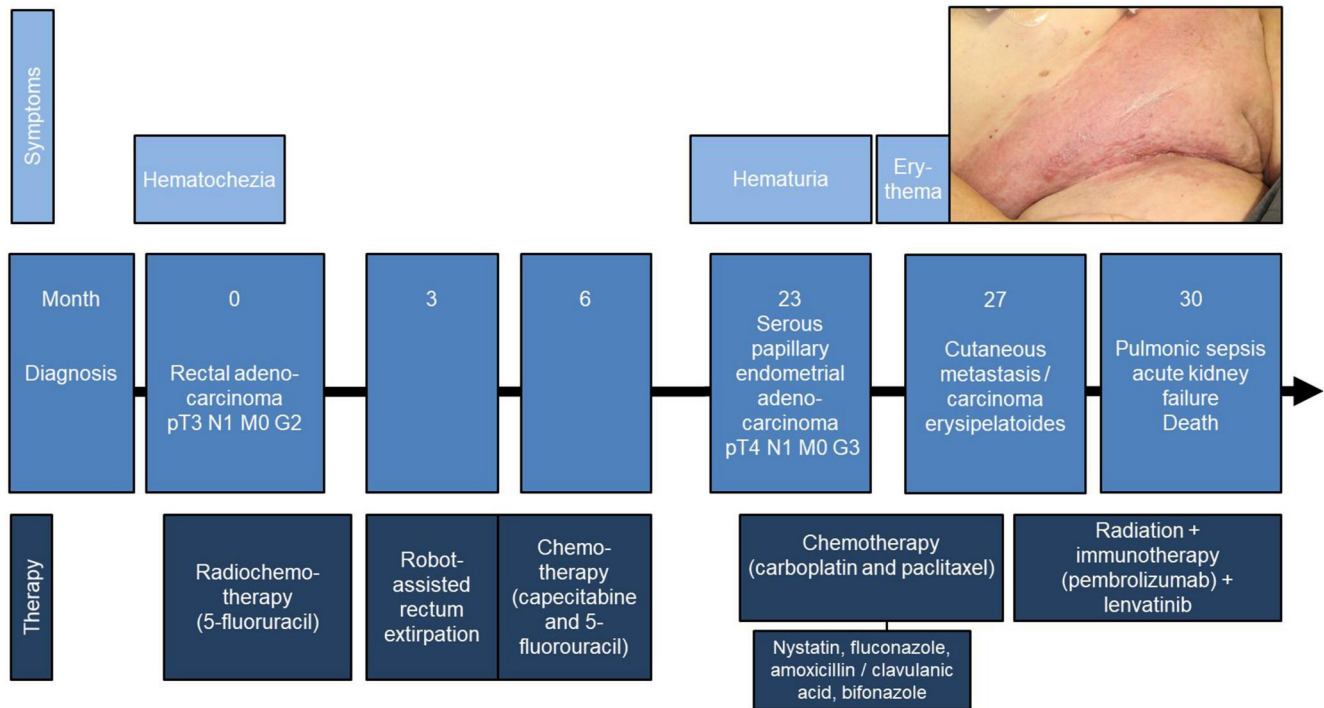 Symptoms
Hematochezia
Hematuria
Ery-
thema
Month
Diagnosis
0
Rectal adeno-
carcinoma
pT3 N1 M0 G2
3
6
23
Serous
papillary
endometrial
adeno-
carcinoma
pT4 N1 M0 G3
27
Cutaneous
metastasis /
carcinoma
erysipelatoides
30
Pulmonic sepsis
acute kidney
failure
Death
Therapy
Radiochemo-
therapy
(5-fluoruracil)
Robot-
assisted
rectum
extirpation
Chemo-
therapy
(capecitabine
and 5-
fluorouracil)
Chemotherapy
(carboplatin and paclitaxel)
Nystatin, fluconazole,
amoxicillin / clavulanic
acid, bifonazole
Radiation +
immunotherapy
(pembrolizumab) +
lenvatinib